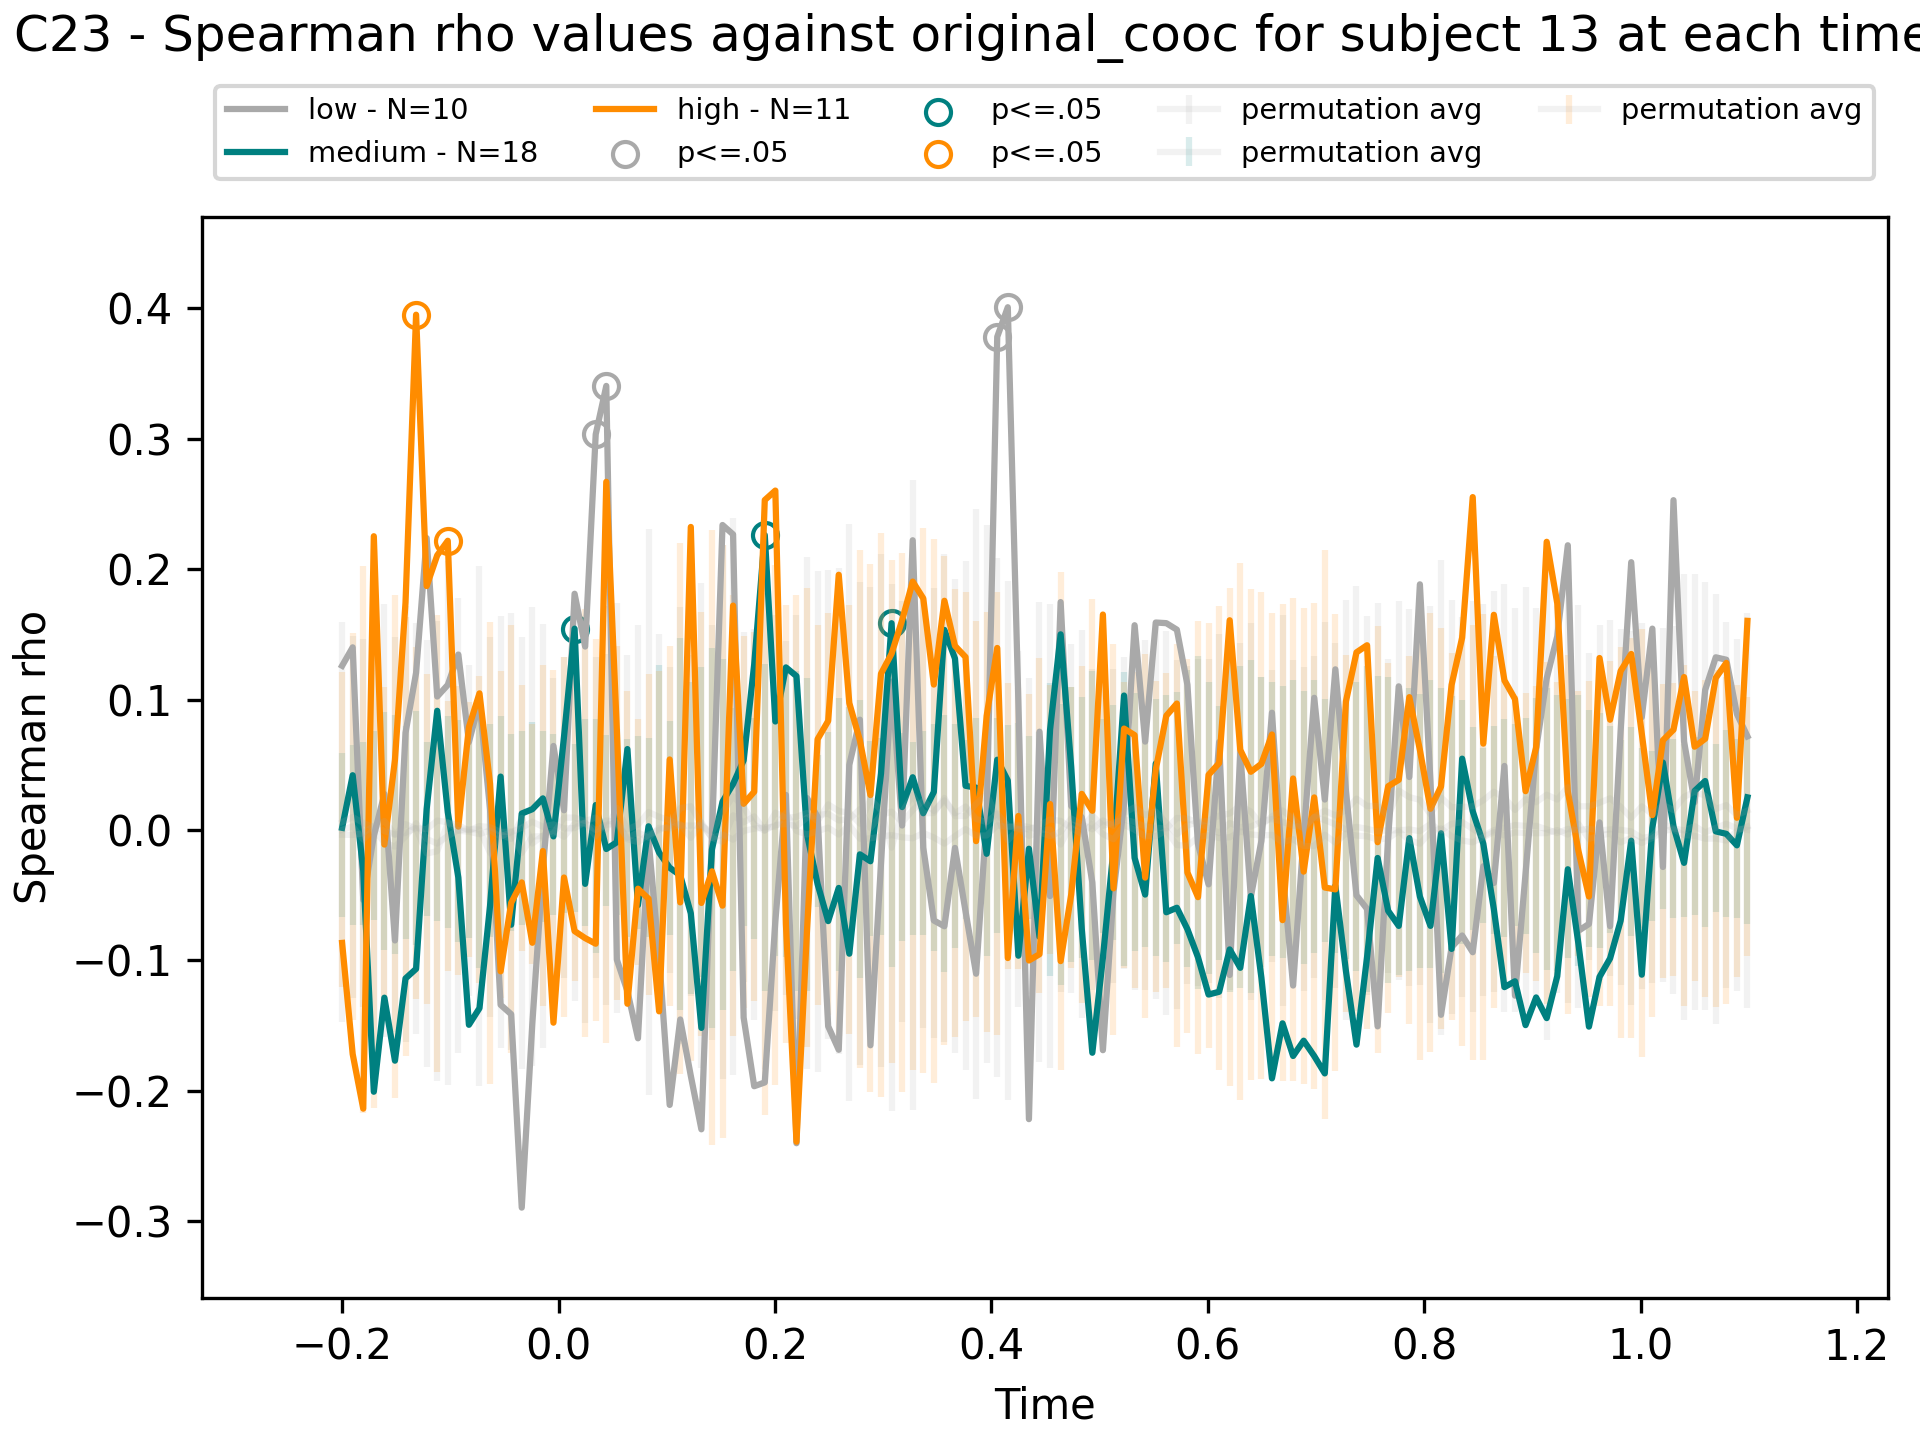 C23 - Spearman rho values against original_cooc for subject 13 at each time
low - N=10 high - N=11 p<=.05 permutation avg permutation avg
medium - N=18 p<=.05 p<=.05 permutation avg
0.4
0.3
0.2
0.1
0.0
−0.1
−0.2
−0.3
Spearman rho
−0.2 0.0 0.2 0.4 0.6 0.8 1.0 1.2
Time